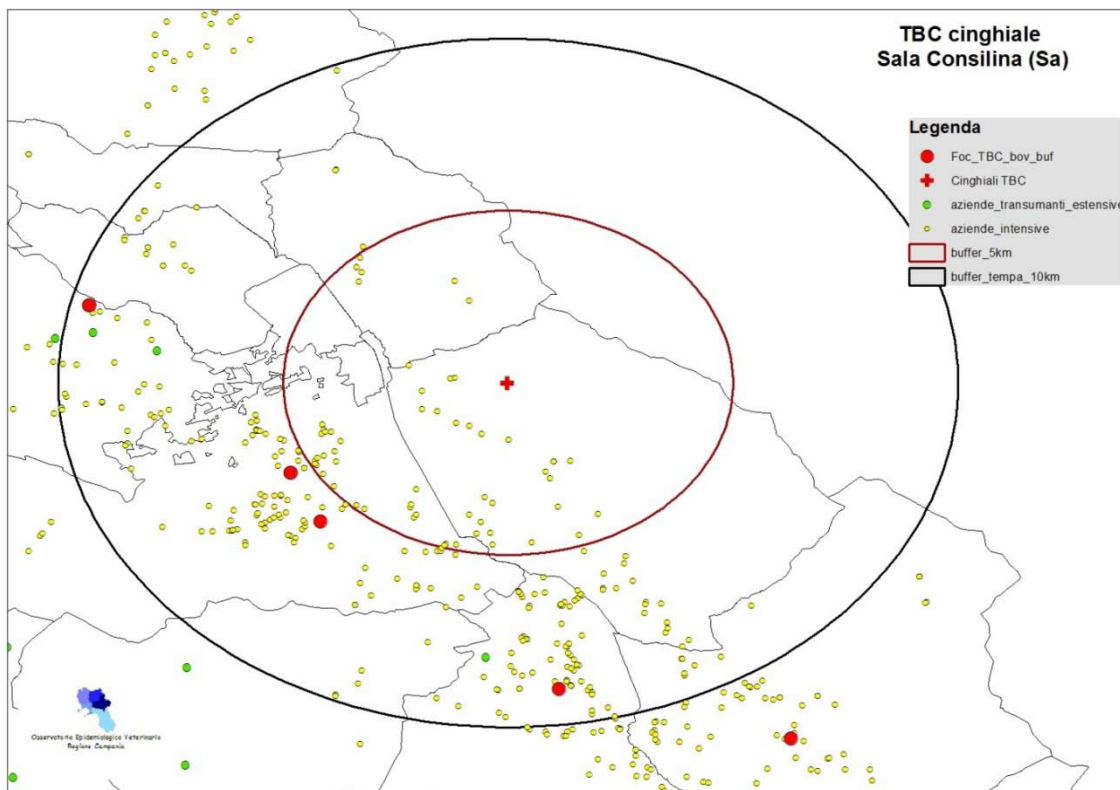 TBC cinghiale
Sala Consilina (Sa)
Legenda
Foc_TBC_bov_buf
Cinghiali TBC
aziende_transumanti_estensive
aziende_intensive
buffer_5km
buffer_tempa_10km
Osservatorio Epidemiologico Veterinario
Regione Campania